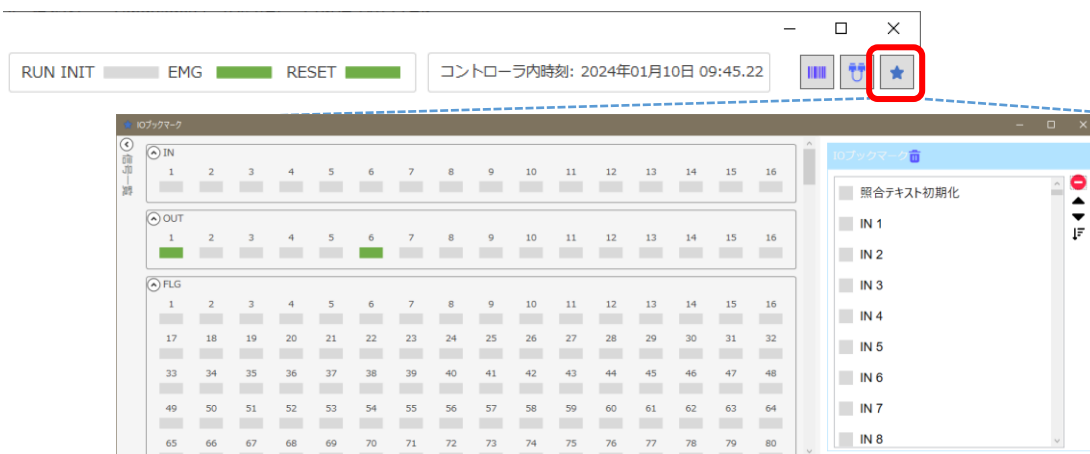 RUN INIT EMG RESET コントローラ内時刻: 2024年01月10日 09:45.22
IOブックマーク
信号一覧
IN
1 2 3 4 5 6 7 8 9 10 11 12 13 14 15 16
OUT
1 2 3 4 5 6 7 8 9 10 11 12 13 14 15 16
FLG
1 2 3 4 5 6 7 8 9 10 11 12 13 14 15 16
17 18 19 20 21 22 23 24 25 26 27 28 29 30 31 32
33 34 35 36 37 38 39 40 41 42 43 44 45 46 47 48
49 50 51 52 53 54 55 56 57 58 59 60 61 62 63 64
65 66 67 68 69 70 71 72 73 74 75 76 77 78 79 80
IOブックマーク
照合テキスト初期化
IN 1
IN 2
IN 3
IN 4
IN 5
IN 6
IN 7
IN 8